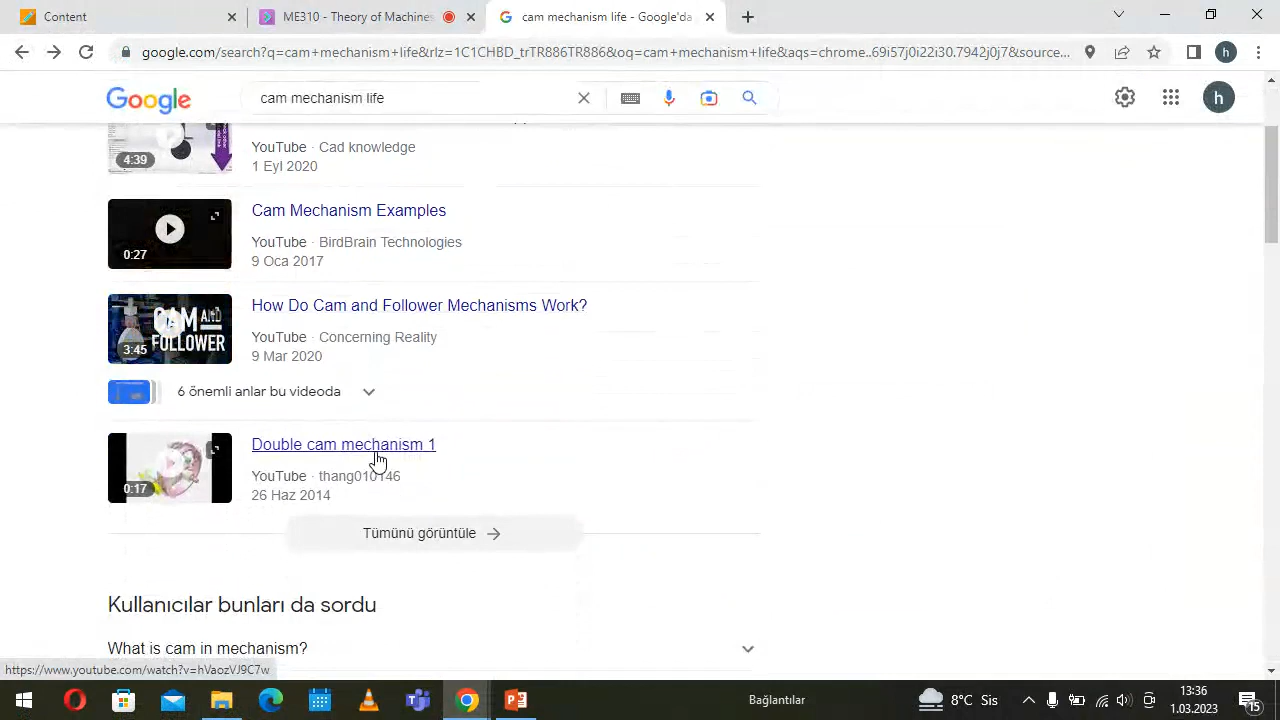 Content
ME310 - Theory of Machines
cam mechanism life - Google'da
google.com/search?q=cam+mechanism+life&rlz=1C1CHBD_trTR886TR886&oq=cam+mechanism+life&aqs=chrome..69i57j0i22i30.7942j0j7&source...
h
Google
cam mechanism life
h
4:39
YouTube · Cad knowledge
1 Eyl 2020
0:27
Cam Mechanism Examples
YouTube · BirdBrain Technologies
9 Oca 2017
CAM AND
FOLLOWER
3:45
How Do Cam and Follower Mechanisms Work?
YouTube · Concerning Reality
9 Mar 2020
6 önemli anlar bu videoda
0:17
Double cam mechanism 1
YouTube · thang010146
26 Haz 2014
Tümünü görüntüle
Kullanıcılar bunları da sordu
What is cam in mechanism?
https://www.youtube.com/watch?v=hVaozVJ9C7w
Bağlantılar
8°C Sis
13:36
1.03.2023
15